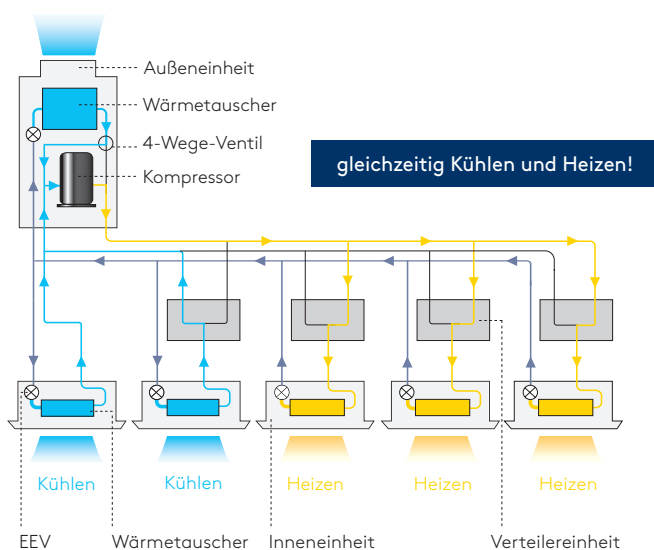 Außeneinheit
Wärmetauscher
4-Wege-Ventil
Kompressor
gleichzeitig Kühlen und Heizen!
Kühlen
Kühlen
Heizen
Heizen
Heizen
EEV
Wärmetauscher
Inneneinheit
Verteilereinheit